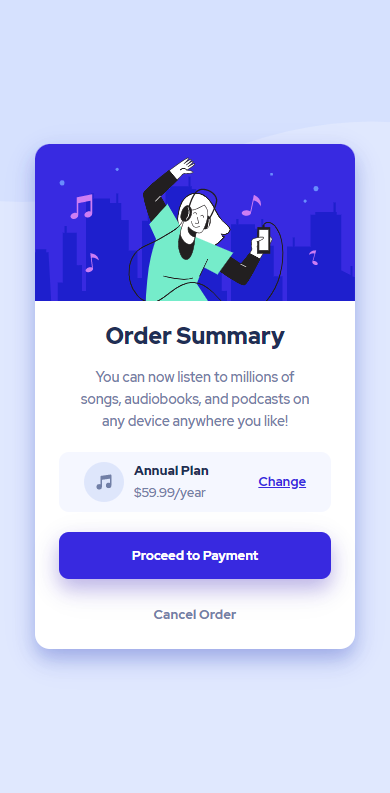 Order Summary
You can now listen to millions of
songs, audiobooks, and podcasts on
any device anywhere you like!
Annual Plan
$59.99/year
Change
Proceed to Payment
Cancel Order